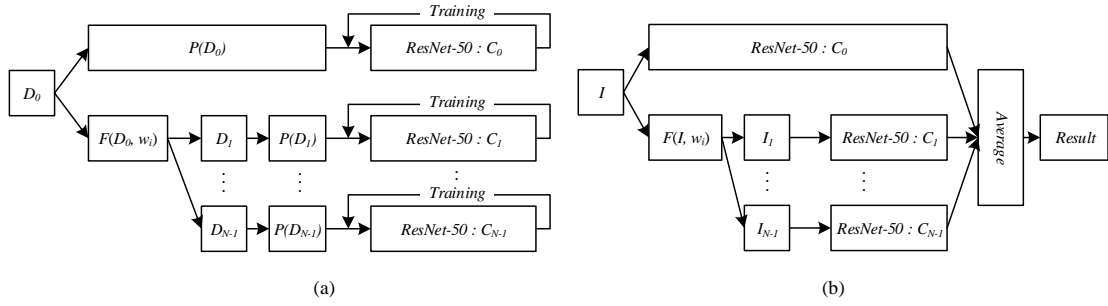 Training
P(D0)
ResNet-50 : C0
D0
Training
F(D0, wi)
D1
P(D1)
ResNet-50 : C1
⋮
⋮
⋮
Training
DN-1
P(DN-1)
ResNet-50 : CN-1
(a)
ResNet-50 : C0
I
F(I, wi)
I1
ResNet-50 : C1
Average
Result
⋮
⋮
IN-1
ResNet-50 : CN-1
(b)